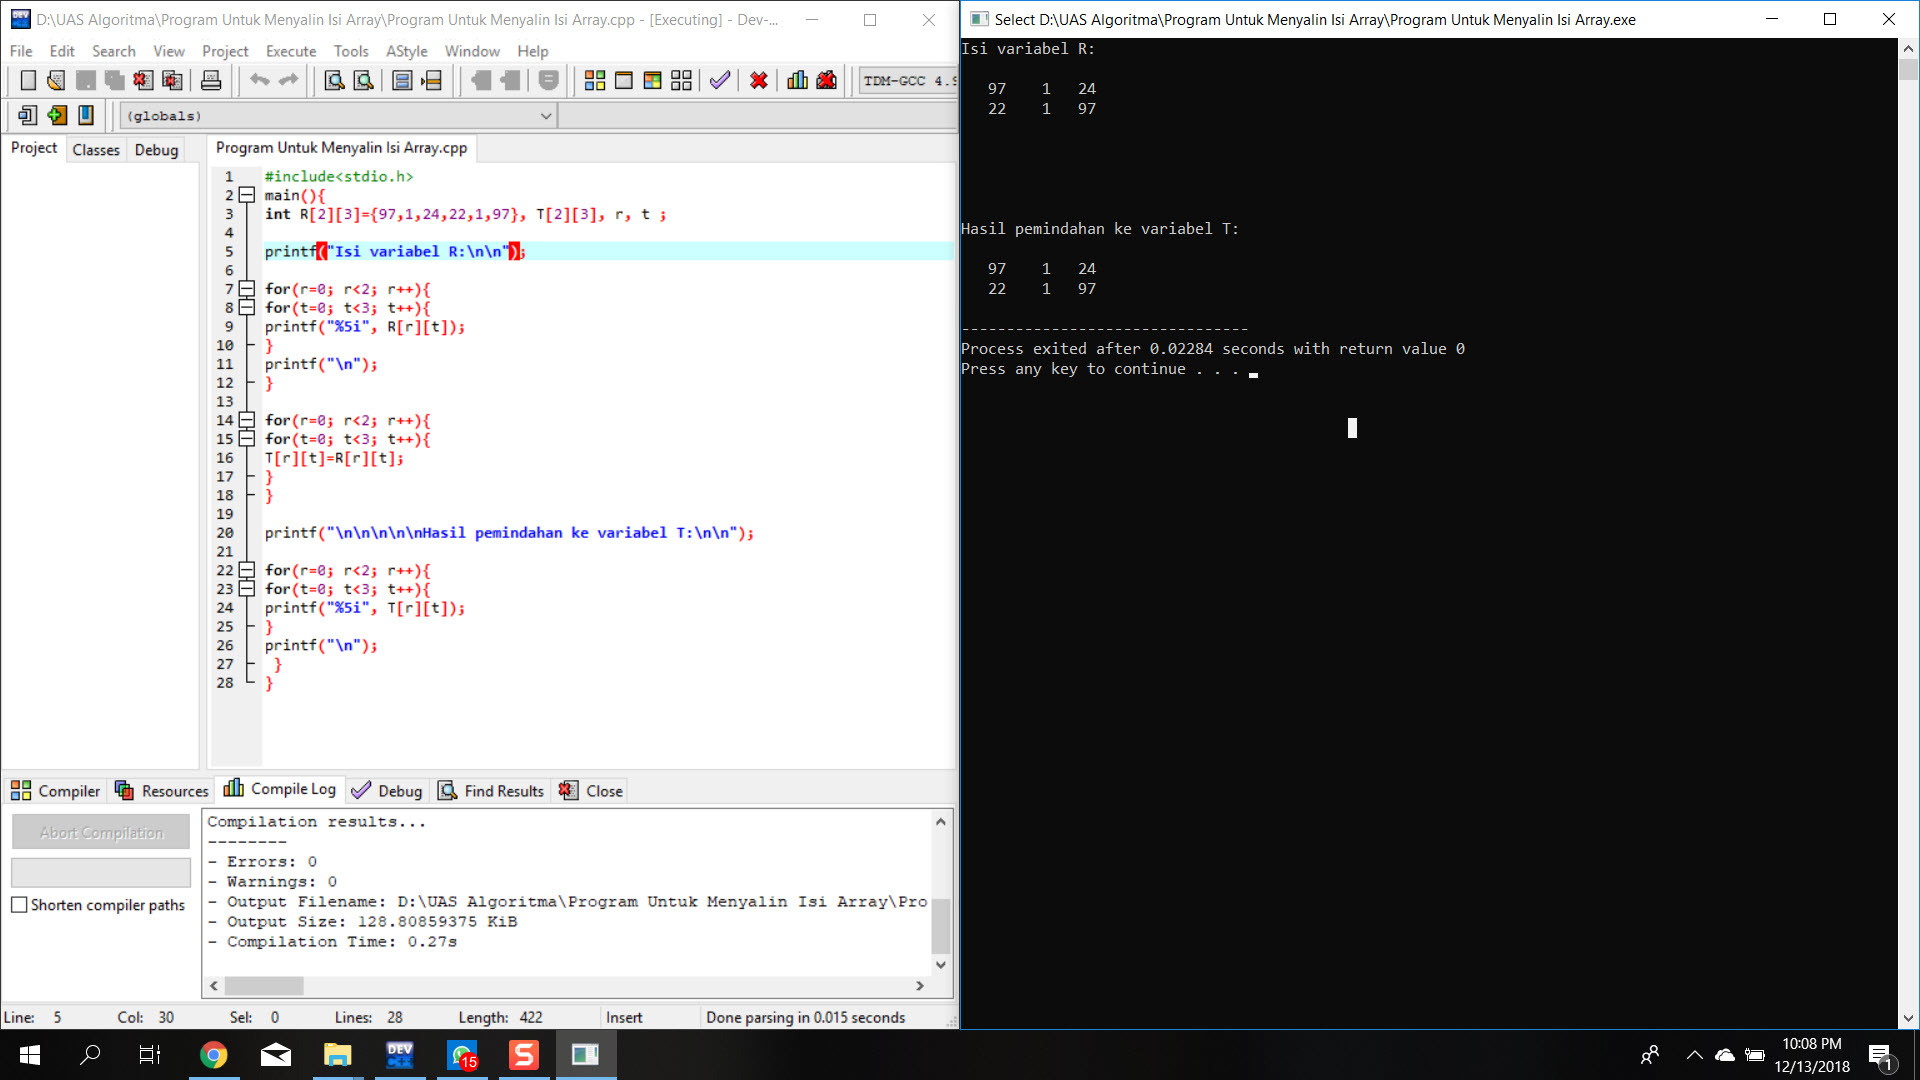 D:\UAS Algoritma\Program Untuk Menyalin Isi Array\Program Untuk Menyalin Isi Array.cpp - [Executing] - Dev-...
File Edit Search View Project Execute Tools AStyle Window Help
TDM-GCC 4.9
(globals)
Project Classes Debug
Program Untuk Menyalin Isi Array.cpp
1 #include<stdio.h>
2 main(){
3 int R[2][3]={97,1,24,22,1,97}, T[2][3], r, t ;
4
5 printf("Isi variabel R:\n\n");
6
7 for(r=0; r<2; r++){
8 for(t=0; t<3; t++){
9 printf("%5i", R[r][t]);
10 }
11 printf("\n");
12 }
13
14 for(r=0; r<2; r++){
15 for(t=0; t<3; t++){
16 T[r][t]=R[r][t];
17 }
18 }
19
20 printf("\n\n\n\n\nHasil pemindahan ke variabel T:\n\n");
21
22 for(r=0; r<2; r++){
23 for(t=0; t<3; t++){
24 printf("%5i", T[r][t]);
25 }
26 printf("\n");
27 }
28 }
Compiler Resources Compile Log Debug Find Results Close
Abort Compilation
Shorten compiler paths
Compilation results...
--------
- Errors: 0
- Warnings: 0
- Output Filename: D:\UAS Algoritma\Program Untuk Menyalin Isi Array\Pro
- Output Size: 128.80859375 KiB
- Compilation Time: 0.27s
Line: 5 Col: 30 Sel: 0 Lines: 28 Length: 422 Insert Done parsing in 0.015 seconds
Select D:\UAS Algoritma\Program Untuk Menyalin Isi Array\Program Untuk Menyalin Isi Array.exe
Isi variabel R:
97 1 24
22 1 97
Hasil pemindahan ke variabel T:
97 1 24
22 1 97
--------------------------------
Process exited after 0.02284 seconds with return value 0
Press any key to continue . . .
DEV C++
15
S
10:08 PM
12/13/2018
1